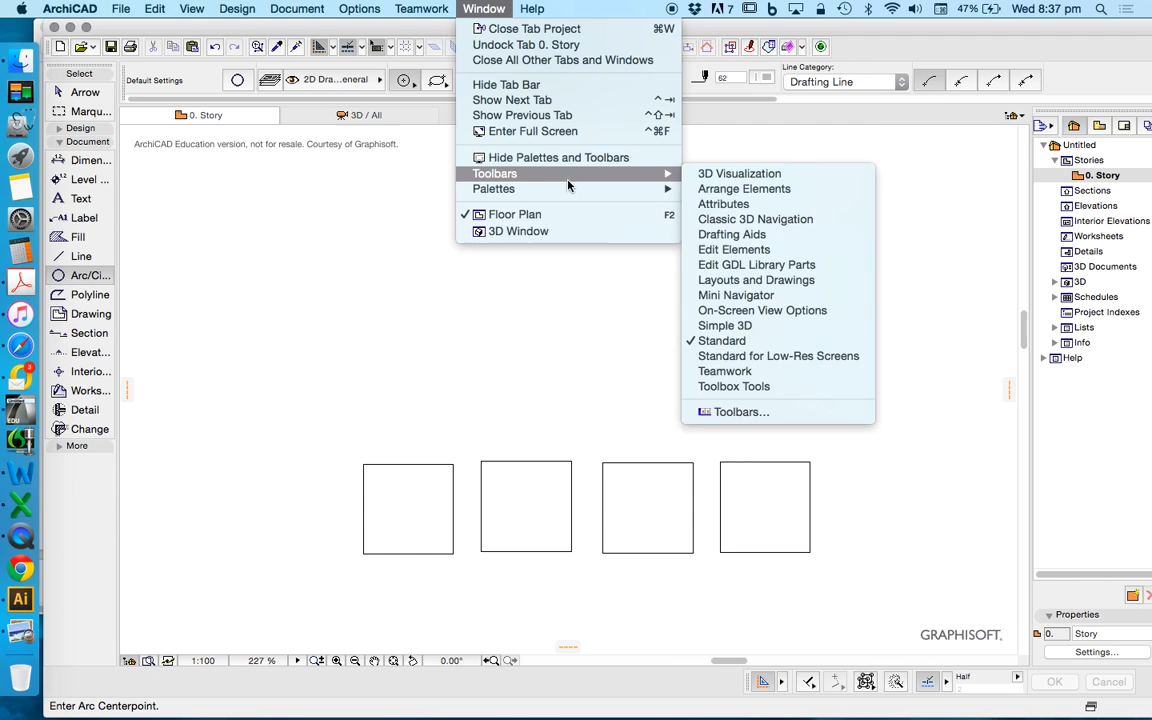 ArchiCAD File Edit View Design Document Options Teamwork Window Help 7 47% Wed 8:37 pm
Close Tab Project ⌘W
Undock Tab 0. Story
Close All Other Tabs and Windows
Hide Tab Bar
Show Next Tab ⌃⇥
Show Previous Tab ⌃⇧⇥
Enter Full Screen ⌃⌘F
Hide Palettes and Toolbars
Toolbars
Palettes
Floor Plan F2
3D Window
3D Visualization
Arrange Elements
Attributes
Classic 3D Navigation
Drafting Aids
Edit Elements
Edit GDL Library Parts
Layouts and Drawings
Mini Navigator
On-Screen View Options
Simple 3D
Standard
Standard for Low-Res Screens
Teamwork
Toolbox Tools
Toolbars...
Select
Arrow
Marqu...
Design
Document
Dimen...
Level ...
Text
Label
Fill
Line
Arc/Ci...
Polyline
Drawing
Section
Elevat...
Interio...
Works...
Detail
Change
More
Default Settings
2D Dra...eneral
62
Line Category:
Drafting Line
0. Story
3D / All
ArchiCAD Education version, not for resale. Courtesy of Graphisoft.
Untitled
Stories
0. Story
Sections
Elevations
Interior Elevations
Worksheets
Details
3D Documents
3D
Schedules
Project Indexes
Lists
Info
Help
Properties
0. Story
Settings...
GRAPHISOFT.
1:100 227 % 0.00°
Half
2
OK Cancel
Enter Arc Centerpoint.
3
EDU
Ai